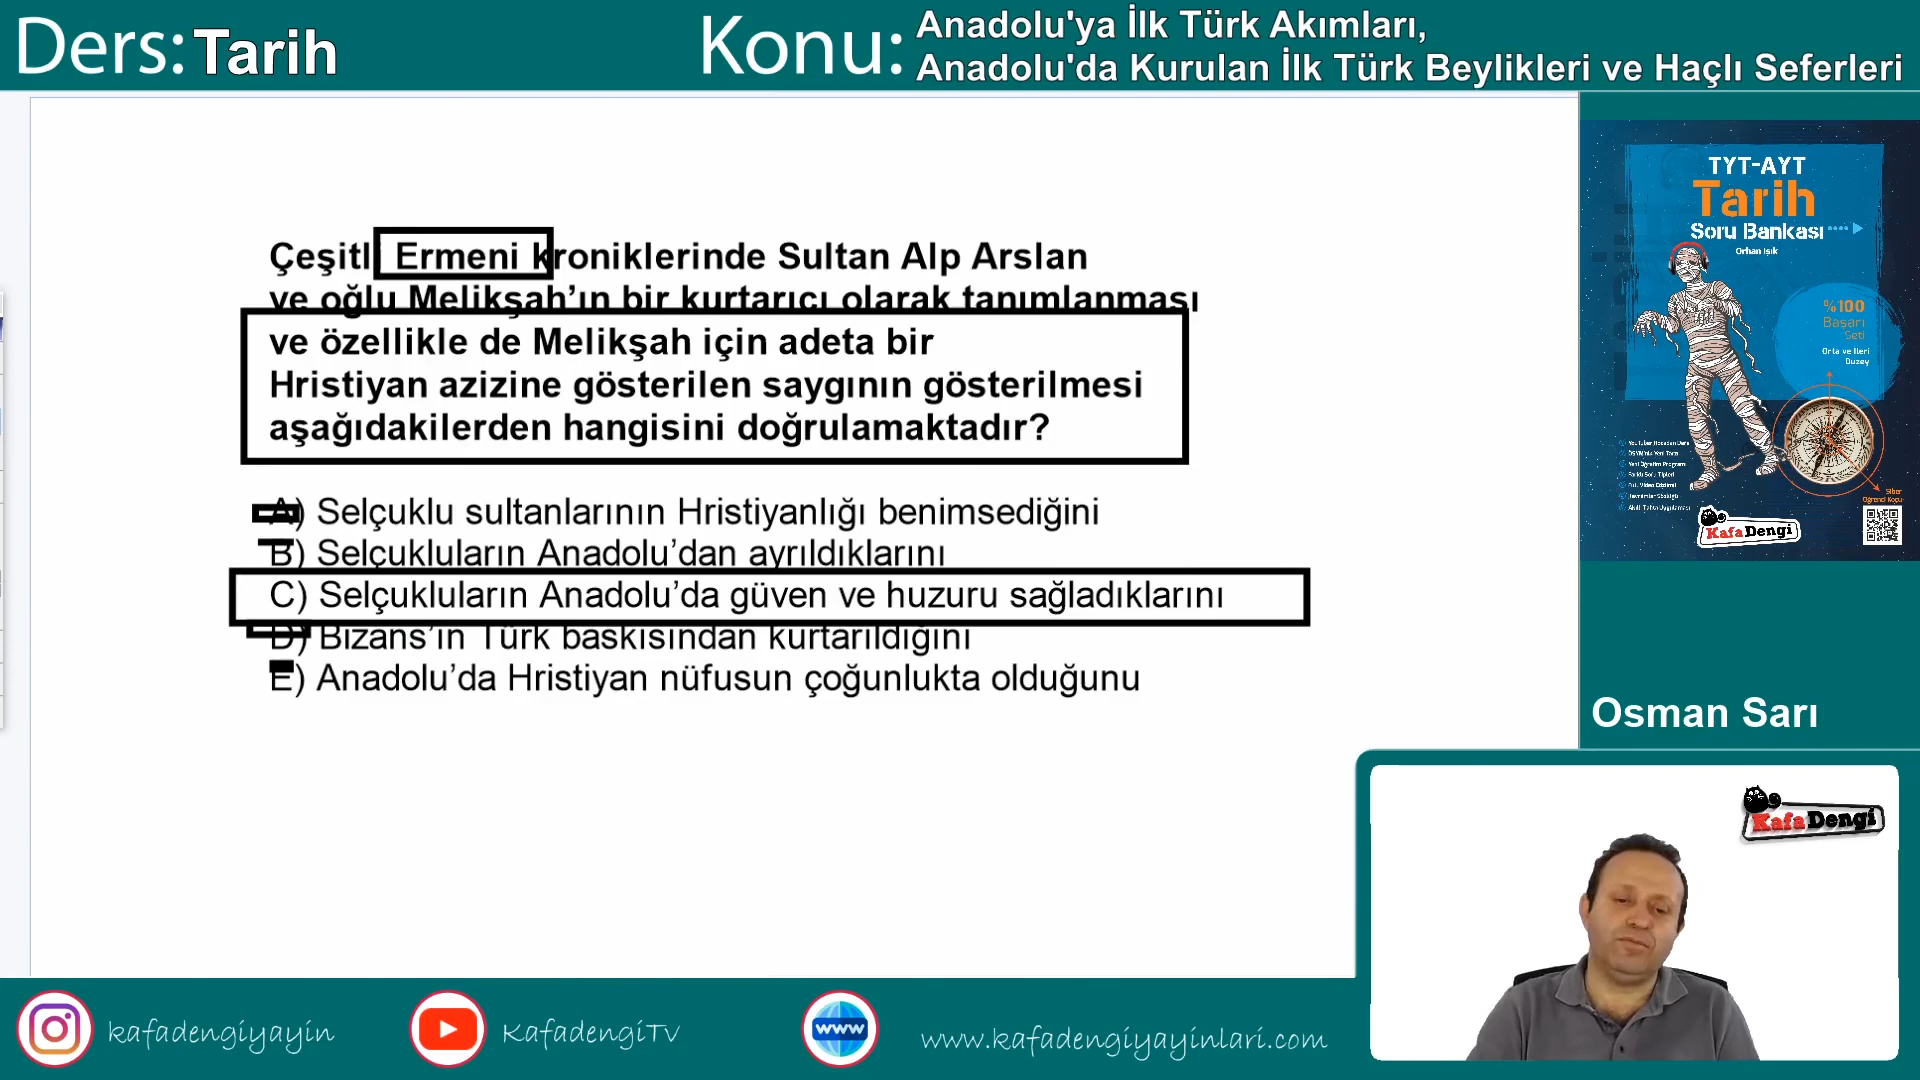 Ders: Tarih
Konu: Anadolu'ya İlk Türk Akımları,
Anadolu'da Kurulan İlk Türk Beylikleri ve Haçlı Seferleri
Çeşitli Ermeni kroniklerinde Sultan Alp Arslan
ve oğlu Melikşah'ın bir kurtarıcı olarak tanımlanması
ve özellikle de Melikşah için adeta bir
Hristiyan azizine gösterilen saygının gösterilmesi
aşağıdakilerden hangisini doğrulamaktadır?
A) Selçuklu sultanlarının Hristiyanlığı benimsediğini
B) Selçukluların Anadolu'dan ayrıldıklarını
C) Selçukluların Anadolu'da güven ve huzuru sağladıklarını
D) Bizans'ın Türk baskısından kurtarıldığını
E) Anadolu'da Hristiyan nüfusun çoğunlukta olduğunu
TYT-AYT
Tarih
Soru Bankası
Orhan Işık
%100
Başarı
Seti
Orta ve İleri
Düzey
KafaDengi
Osman Sarı
KafaDengi
kafadengiyayin
KafadengiTv
www
www.kafadengiyayinlari.com